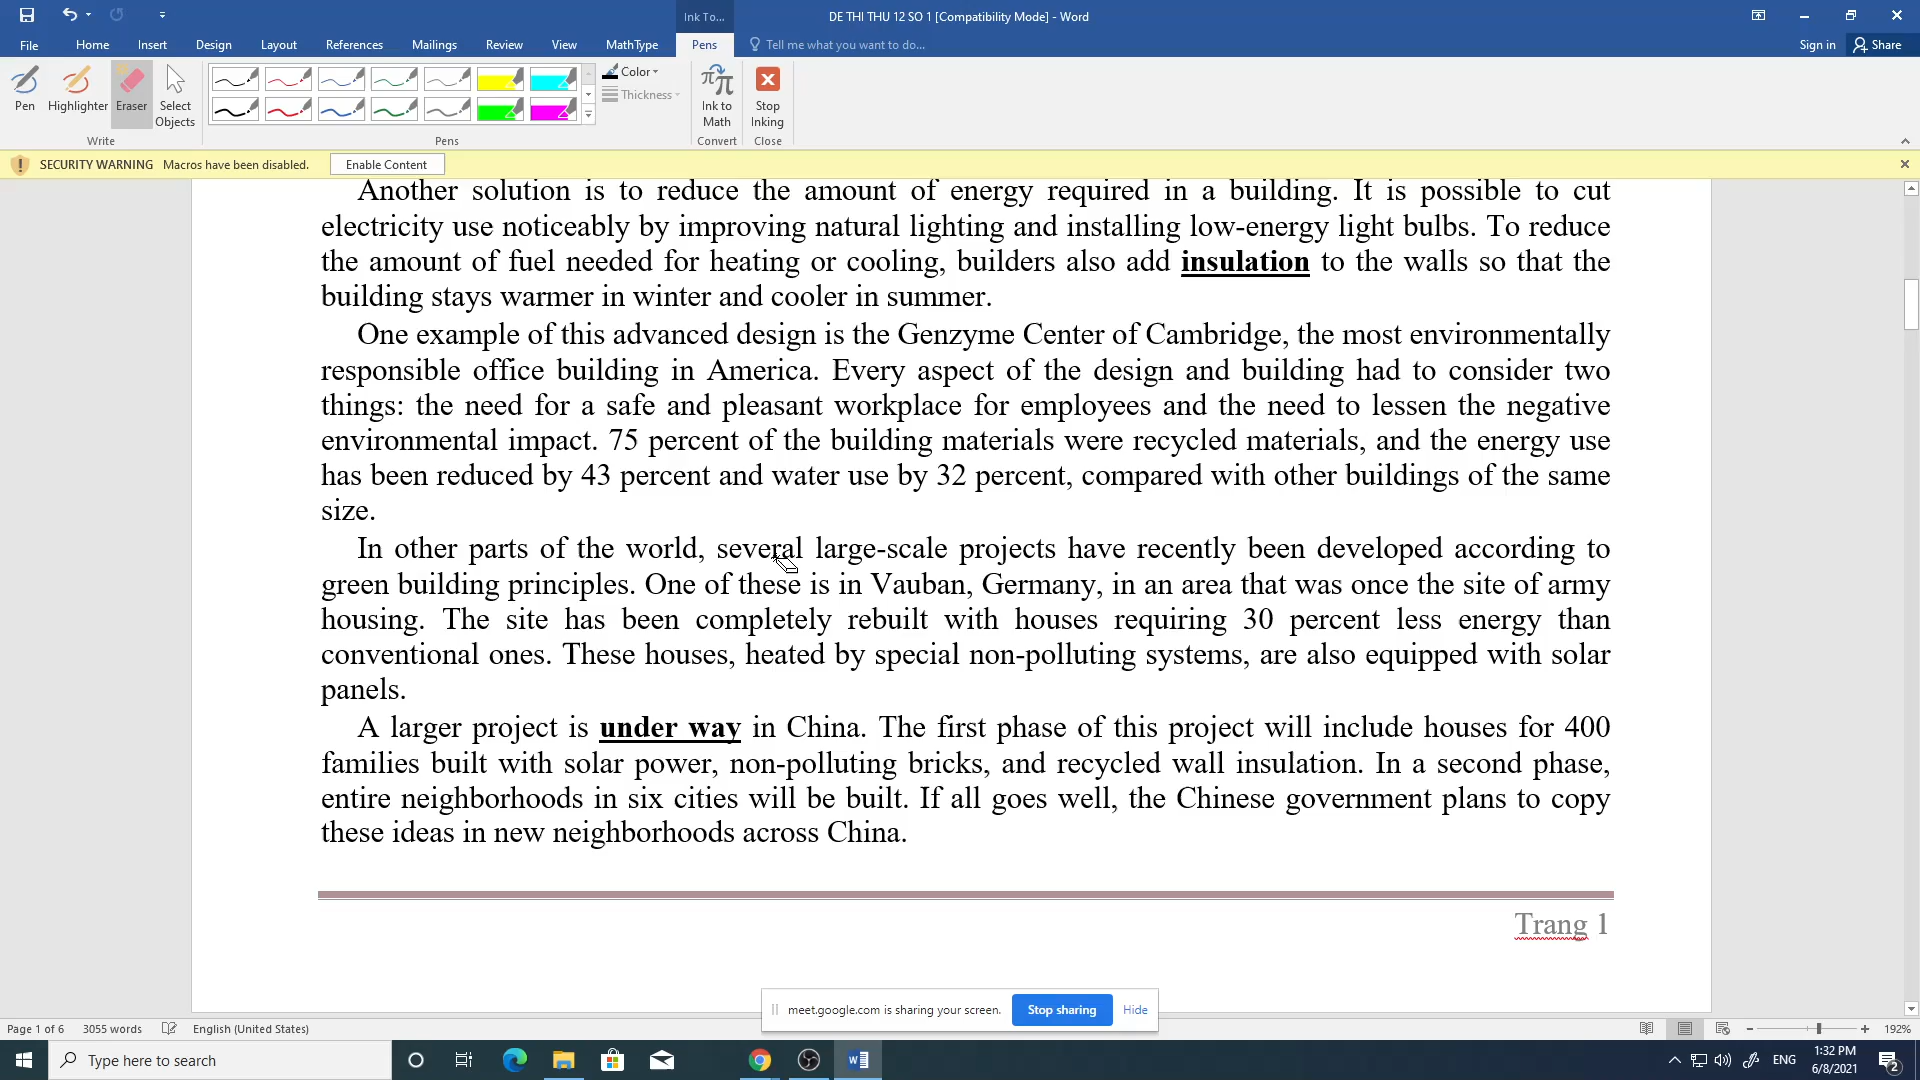 Ink To...
DE THI THU 12 SO 1 [Compatibility Mode] - Word
File Home Insert Design Layout References Mailings Review View MathType Pens Tell me what you want to do... Sign in Share
Pen Highlighter Eraser Select Objects
Color
Thickness
Ink to Math
Stop Inking
Write Pens Convert Close
SECURITY WARNING Macros have been disabled. Enable Content
Another solution is to reduce the amount of energy required in a building. It is possible to cut
electricity use noticeably by improving natural lighting and installing low-energy light bulbs. To reduce
the amount of fuel needed for heating or cooling, builders also add insulation to the walls so that the
building stays warmer in winter and cooler in summer.
One example of this advanced design is the Genzyme Center of Cambridge, the most environmentally
responsible office building in America. Every aspect of the design and building had to consider two
things: the need for a safe and pleasant workplace for employees and the need to lessen the negative
environmental impact. 75 percent of the building materials were recycled materials, and the energy use
has been reduced by 43 percent and water use by 32 percent, compared with other buildings of the same
size.
In other parts of the world, several large-scale projects have recently been developed according to
green building principles. One of these is in Vauban, Germany, in an area that was once the site of army
housing. The site has been completely rebuilt with houses requiring 30 percent less energy than
conventional ones. These houses, heated by special non-polluting systems, are also equipped with solar
panels.
A larger project is under way in China. The first phase of this project will include houses for 400
families built with solar power, non-polluting bricks, and recycled wall insulation. In a second phase,
entire neighborhoods in six cities will be built. If all goes well, the Chinese government plans to copy
these ideas in new neighborhoods across China.
Trang 1
meet.google.com is sharing your screen. Stop sharing Hide
Page 1 of 6 3055 words English (United States) 192%
Type here to search
ENG
1:32 PM
6/8/2021
2